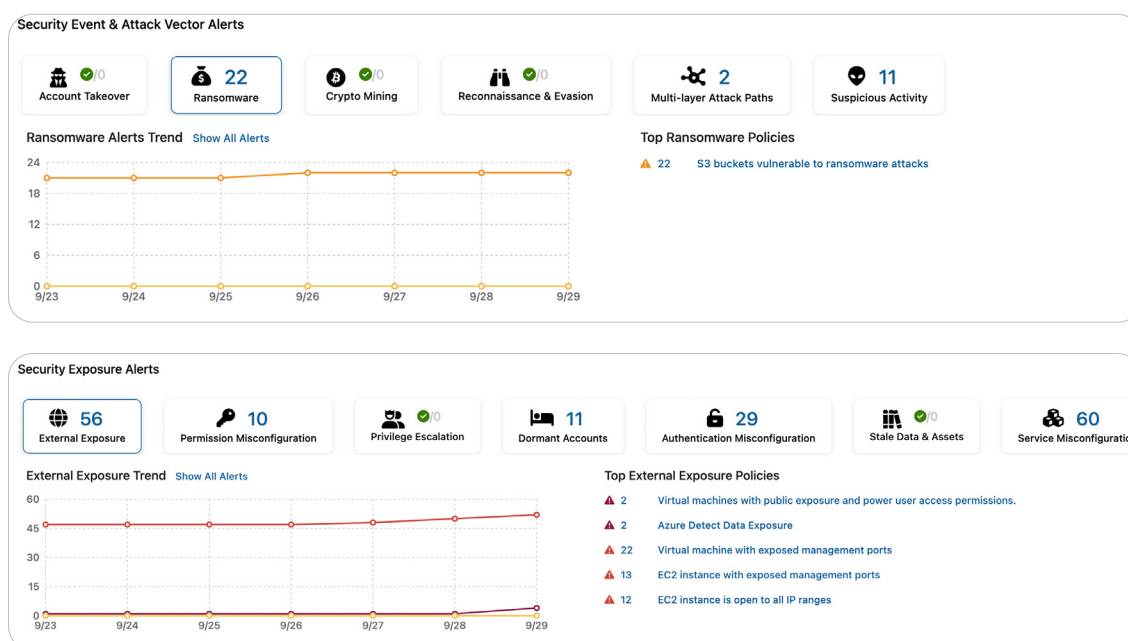 Security Event & Attack Vector Alerts
/0
Account Takeover
22
Ransomware
/0
Crypto Mining
/0
Reconnaissance & Evasion
2
Multi-layer Attack Paths
11
Suspicious Activity
Ransomware Alerts Trend Show All Alerts
24
18
12
6
0
9/23 9/24 9/25 9/26 9/27 9/28 9/29
Top Ransomware Policies
22 S3 buckets vulnerable to ransomware attacks
Security Exposure Alerts
56
External Exposure
10
Permission Misconfiguration
/0
Privilege Escalation
11
Dormant Accounts
29
Authentication Misconfiguration
/0
Stale Data & Assets
60
Service Misconfiguratio
External Exposure Trend Show All Alerts
60
45
30
15
0
9/23 9/24 9/25 9/26 9/27 9/28 9/29
Top External Exposure Policies
2 Virtual machines with public exposure and power user access permissions.
2 Azure Detect Data Exposure
22 Virtual machine with exposed management ports
13 EC2 instance with exposed management ports
12 EC2 instance is open to all IP ranges